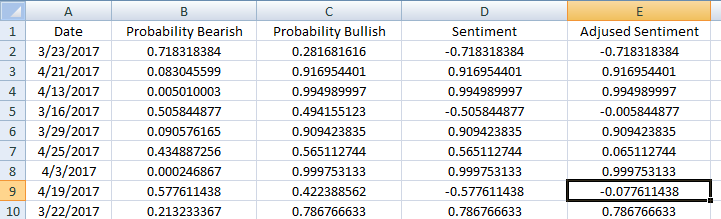 A B C D E
1 Date Probability Bearish Probability Bullish Sentiment Adjused Sentiment
2 3/23/2017 0.718318384 0.281681616 -0.718318384 -0.718318384
3 4/21/2017 0.083045599 0.916954401 0.916954401 0.916954401
4 4/13/2017 0.005010003 0.994989997 0.994989997 0.994989997
5 3/16/2017 0.505844877 0.494155123 -0.505844877 -0.005844877
6 3/29/2017 0.090576165 0.909423835 0.909423835 0.909423835
7 4/25/2017 0.434887256 0.565112744 0.565112744 0.065112744
8 4/3/2017 0.000246867 0.999753133 0.999753133 0.999753133
9 4/19/2017 0.577611438 0.422388562 -0.577611438 -0.077611438
10 3/22/2017 0.213233367 0.786766633 0.786766633 0.786766633